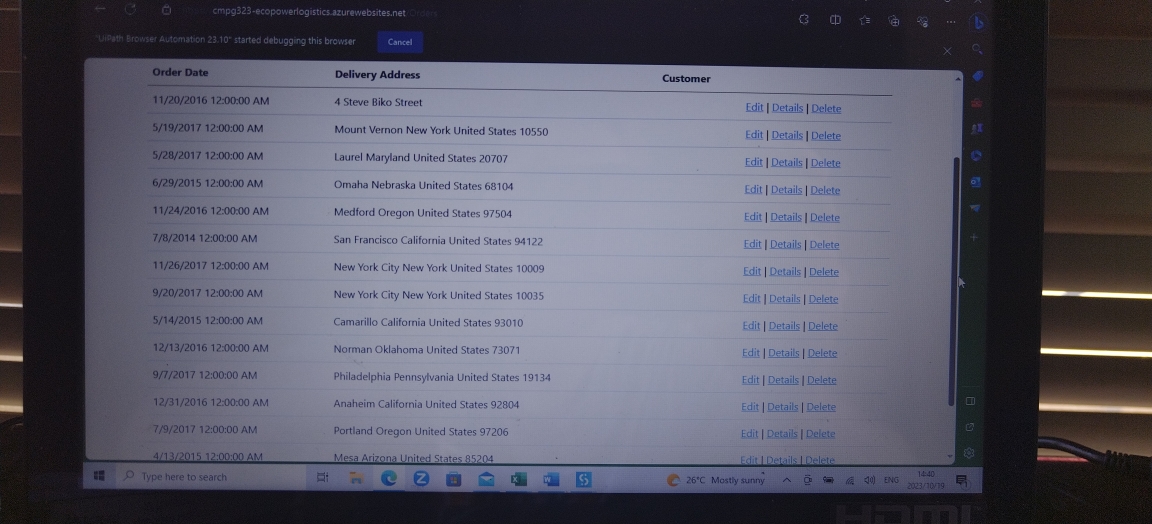 cmpg323-ecopowerlogistics.azurewebsites.net/Orders
"UiPath Browser Automation 23.10" started debugging this browser Cancel
Order Date Delivery Address Customer
11/20/2016 12:00:00 AM 4 Steve Biko Street Edit | Details | Delete
5/19/2017 12:00:00 AM Mount Vernon New York United States 10550 Edit | Details | Delete
5/28/2017 12:00:00 AM Laurel Maryland United States 20707 Edit | Details | Delete
6/29/2015 12:00:00 AM Omaha Nebraska United States 68104 Edit | Details | Delete
11/24/2016 12:00:00 AM Medford Oregon United States 97504 Edit | Details | Delete
7/8/2014 12:00:00 AM San Francisco California United States 94122 Edit | Details | Delete
11/26/2017 12:00:00 AM New York City New York United States 10009 Edit | Details | Delete
9/20/2017 12:00:00 AM New York City New York United States 10035 Edit | Details | Delete
5/14/2015 12:00:00 AM Camarillo California United States 93010 Edit | Details | Delete
12/13/2016 12:00:00 AM Norman Oklahoma United States 73071 Edit | Details | Delete
9/7/2017 12:00:00 AM Philadelphia Pennsylvania United States 19134 Edit | Details | Delete
12/31/2016 12:00:00 AM Anaheim California United States 92804 Edit | Details | Delete
7/9/2017 12:00:00 AM Portland Oregon United States 97206 Edit | Details | Delete
4/13/2015 12:00:00 AM Mesa Arizona United States 85204 Edit | Details | Delete
Type here to search 26°C Mostly sunny ENG 14:40
2023/10/19
HDMI